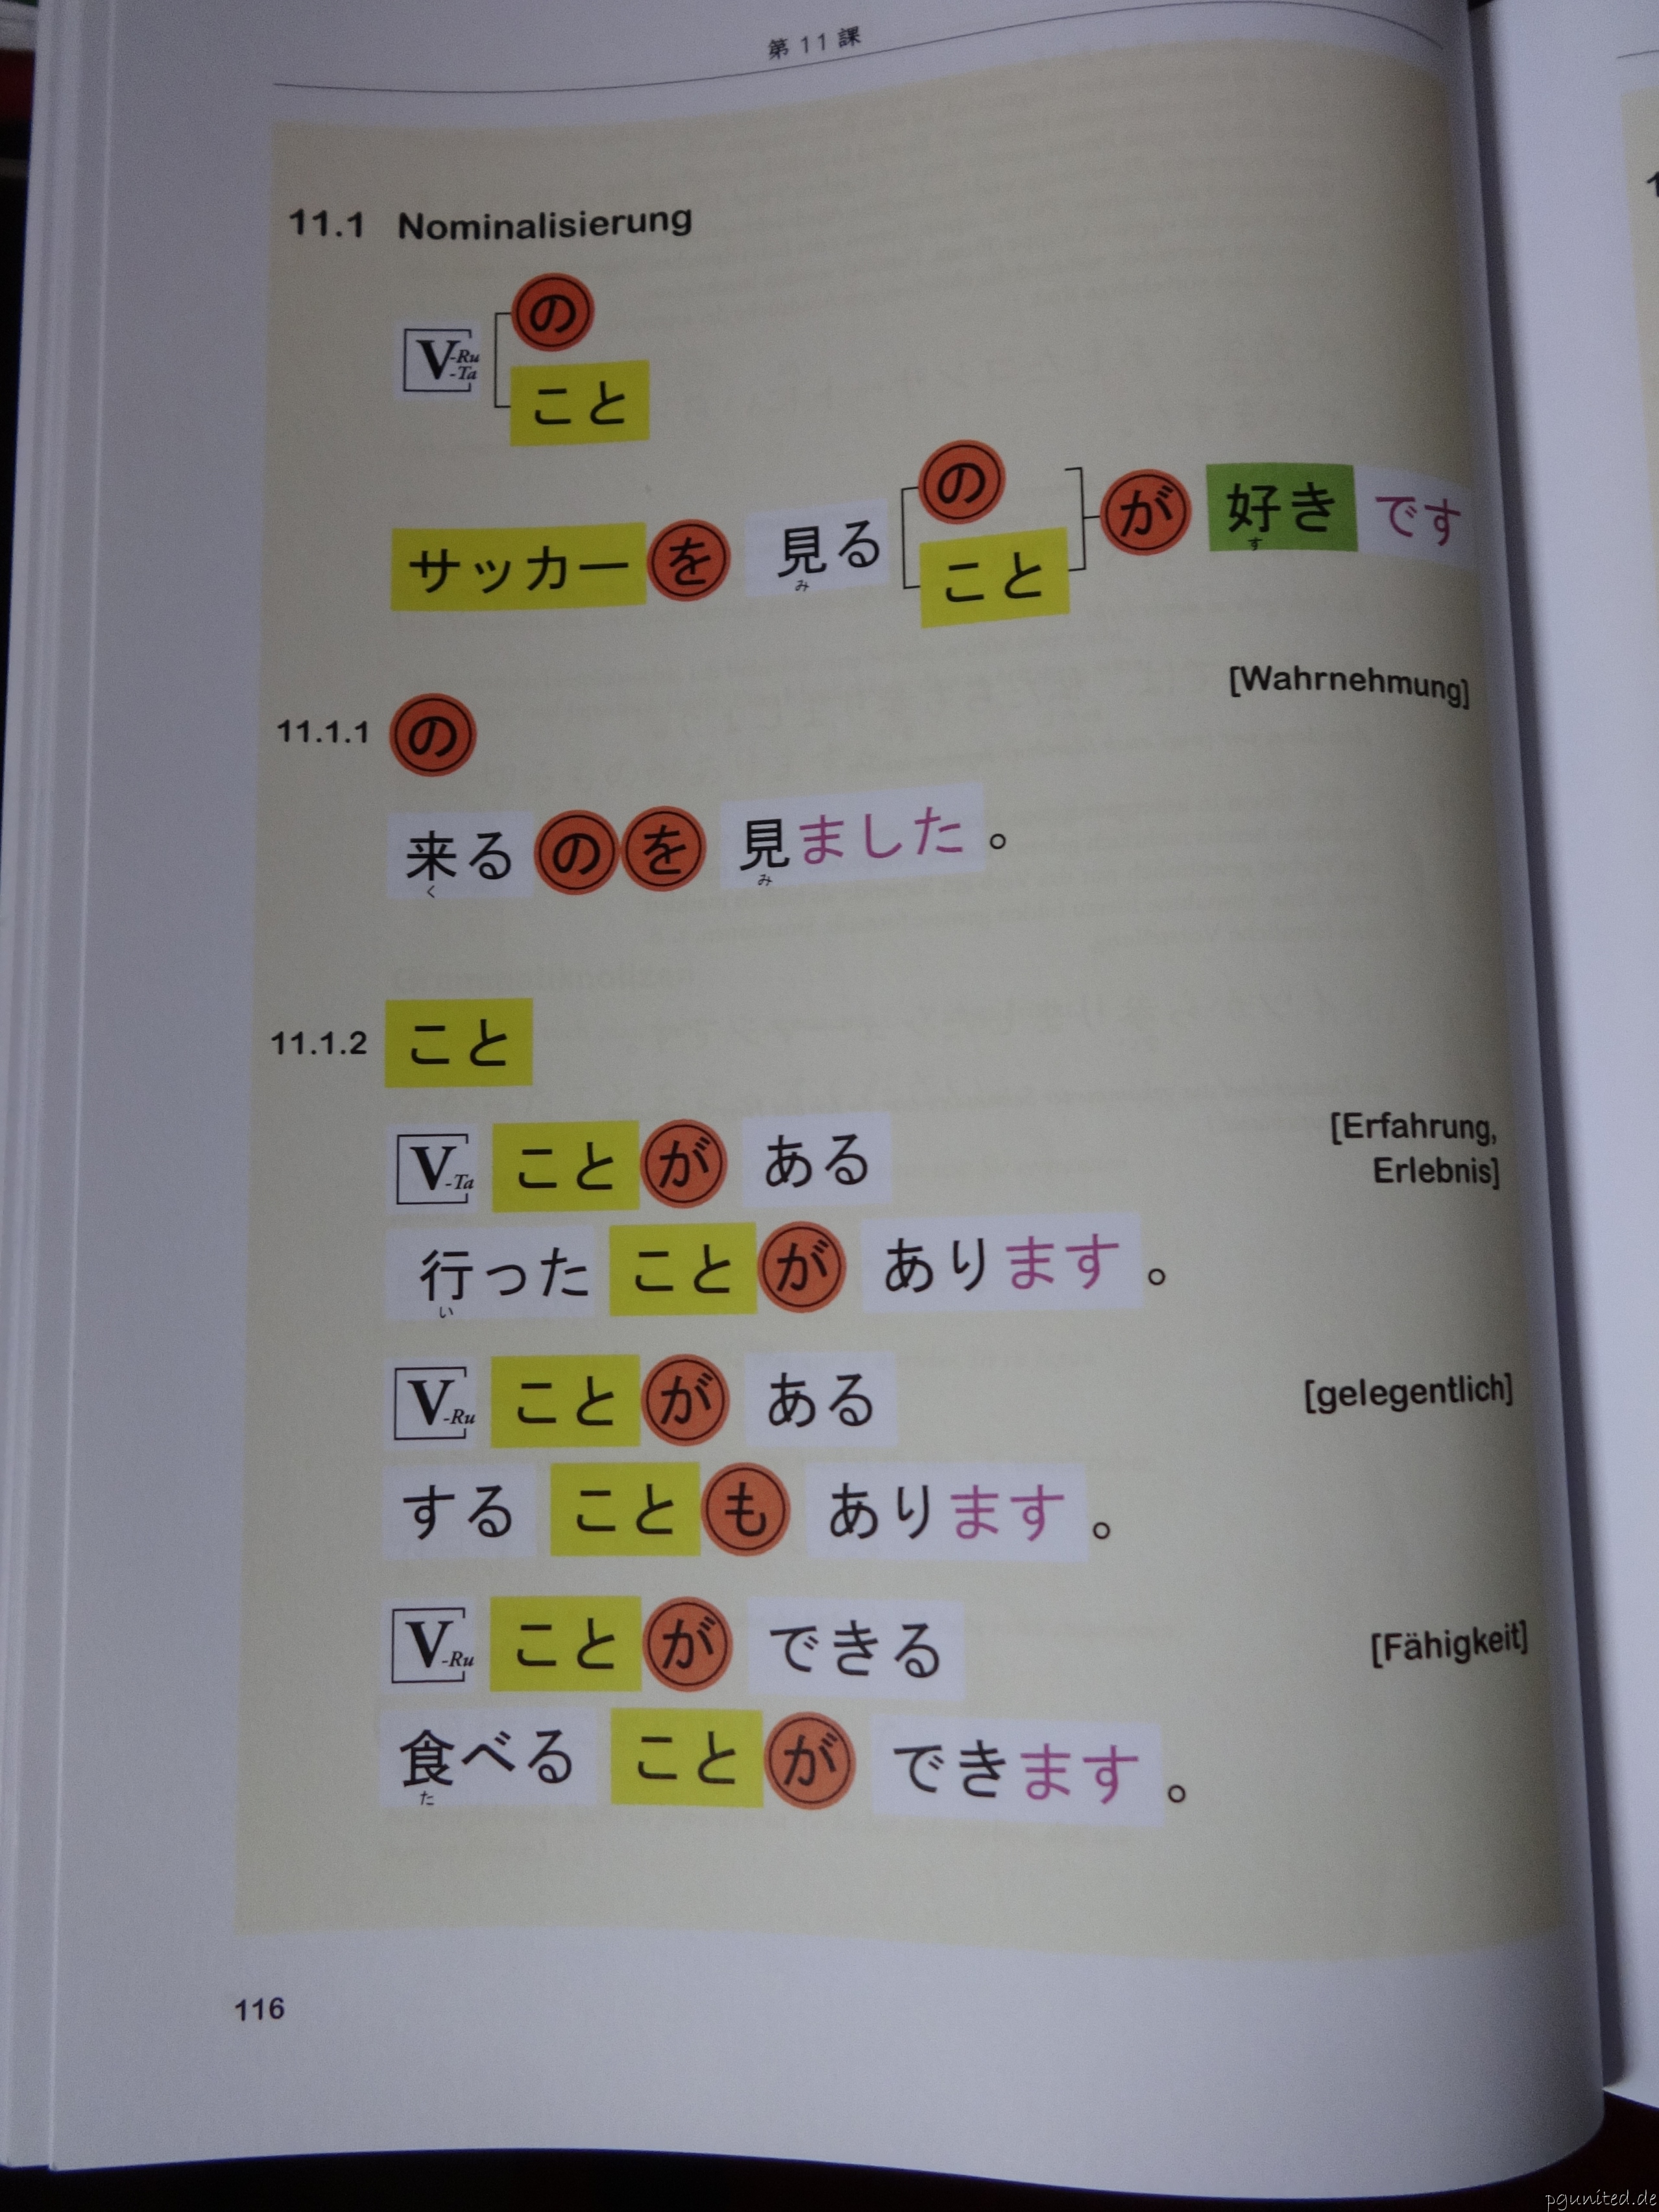 第 11 課
11.1 Nominalisierung
の
V-Ru
-Ta
こと
の
サッカーを 見る が 好きです
み す
こと
[Wahrnehmung]
11.1.1 の
来るのを 見ました。
く み
11.1.2 こと
V-Ta ことが ある [Erfahrung,
Erlebnis]
行った ことが あります。
い
V-Ru ことが ある [gelegentlich]
する ことも あります。
V-Ru ことが できる [Fähigkeit]
食べる ことが できます。
た
116
pgunited.de